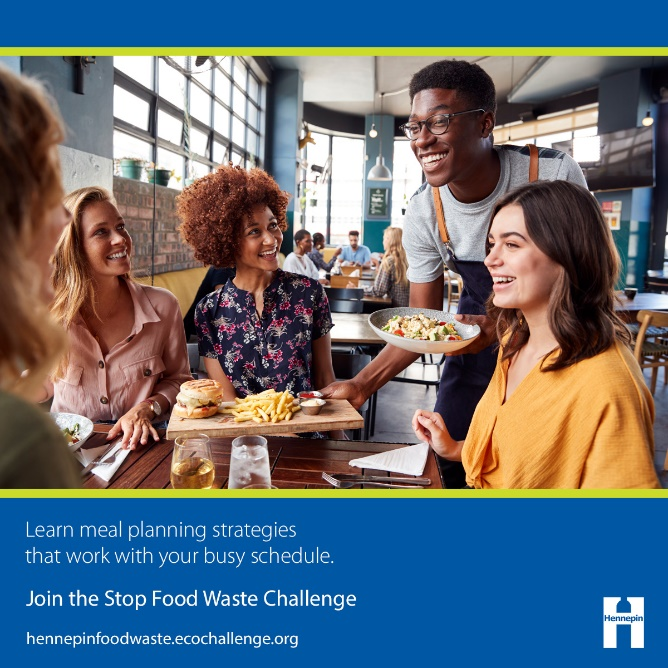 Learn meal planning strategies
that work with your busy schedule.
Join the Stop Food Waste Challenge
hennepinfoodwaste.ecochallenge.org
Hennepin